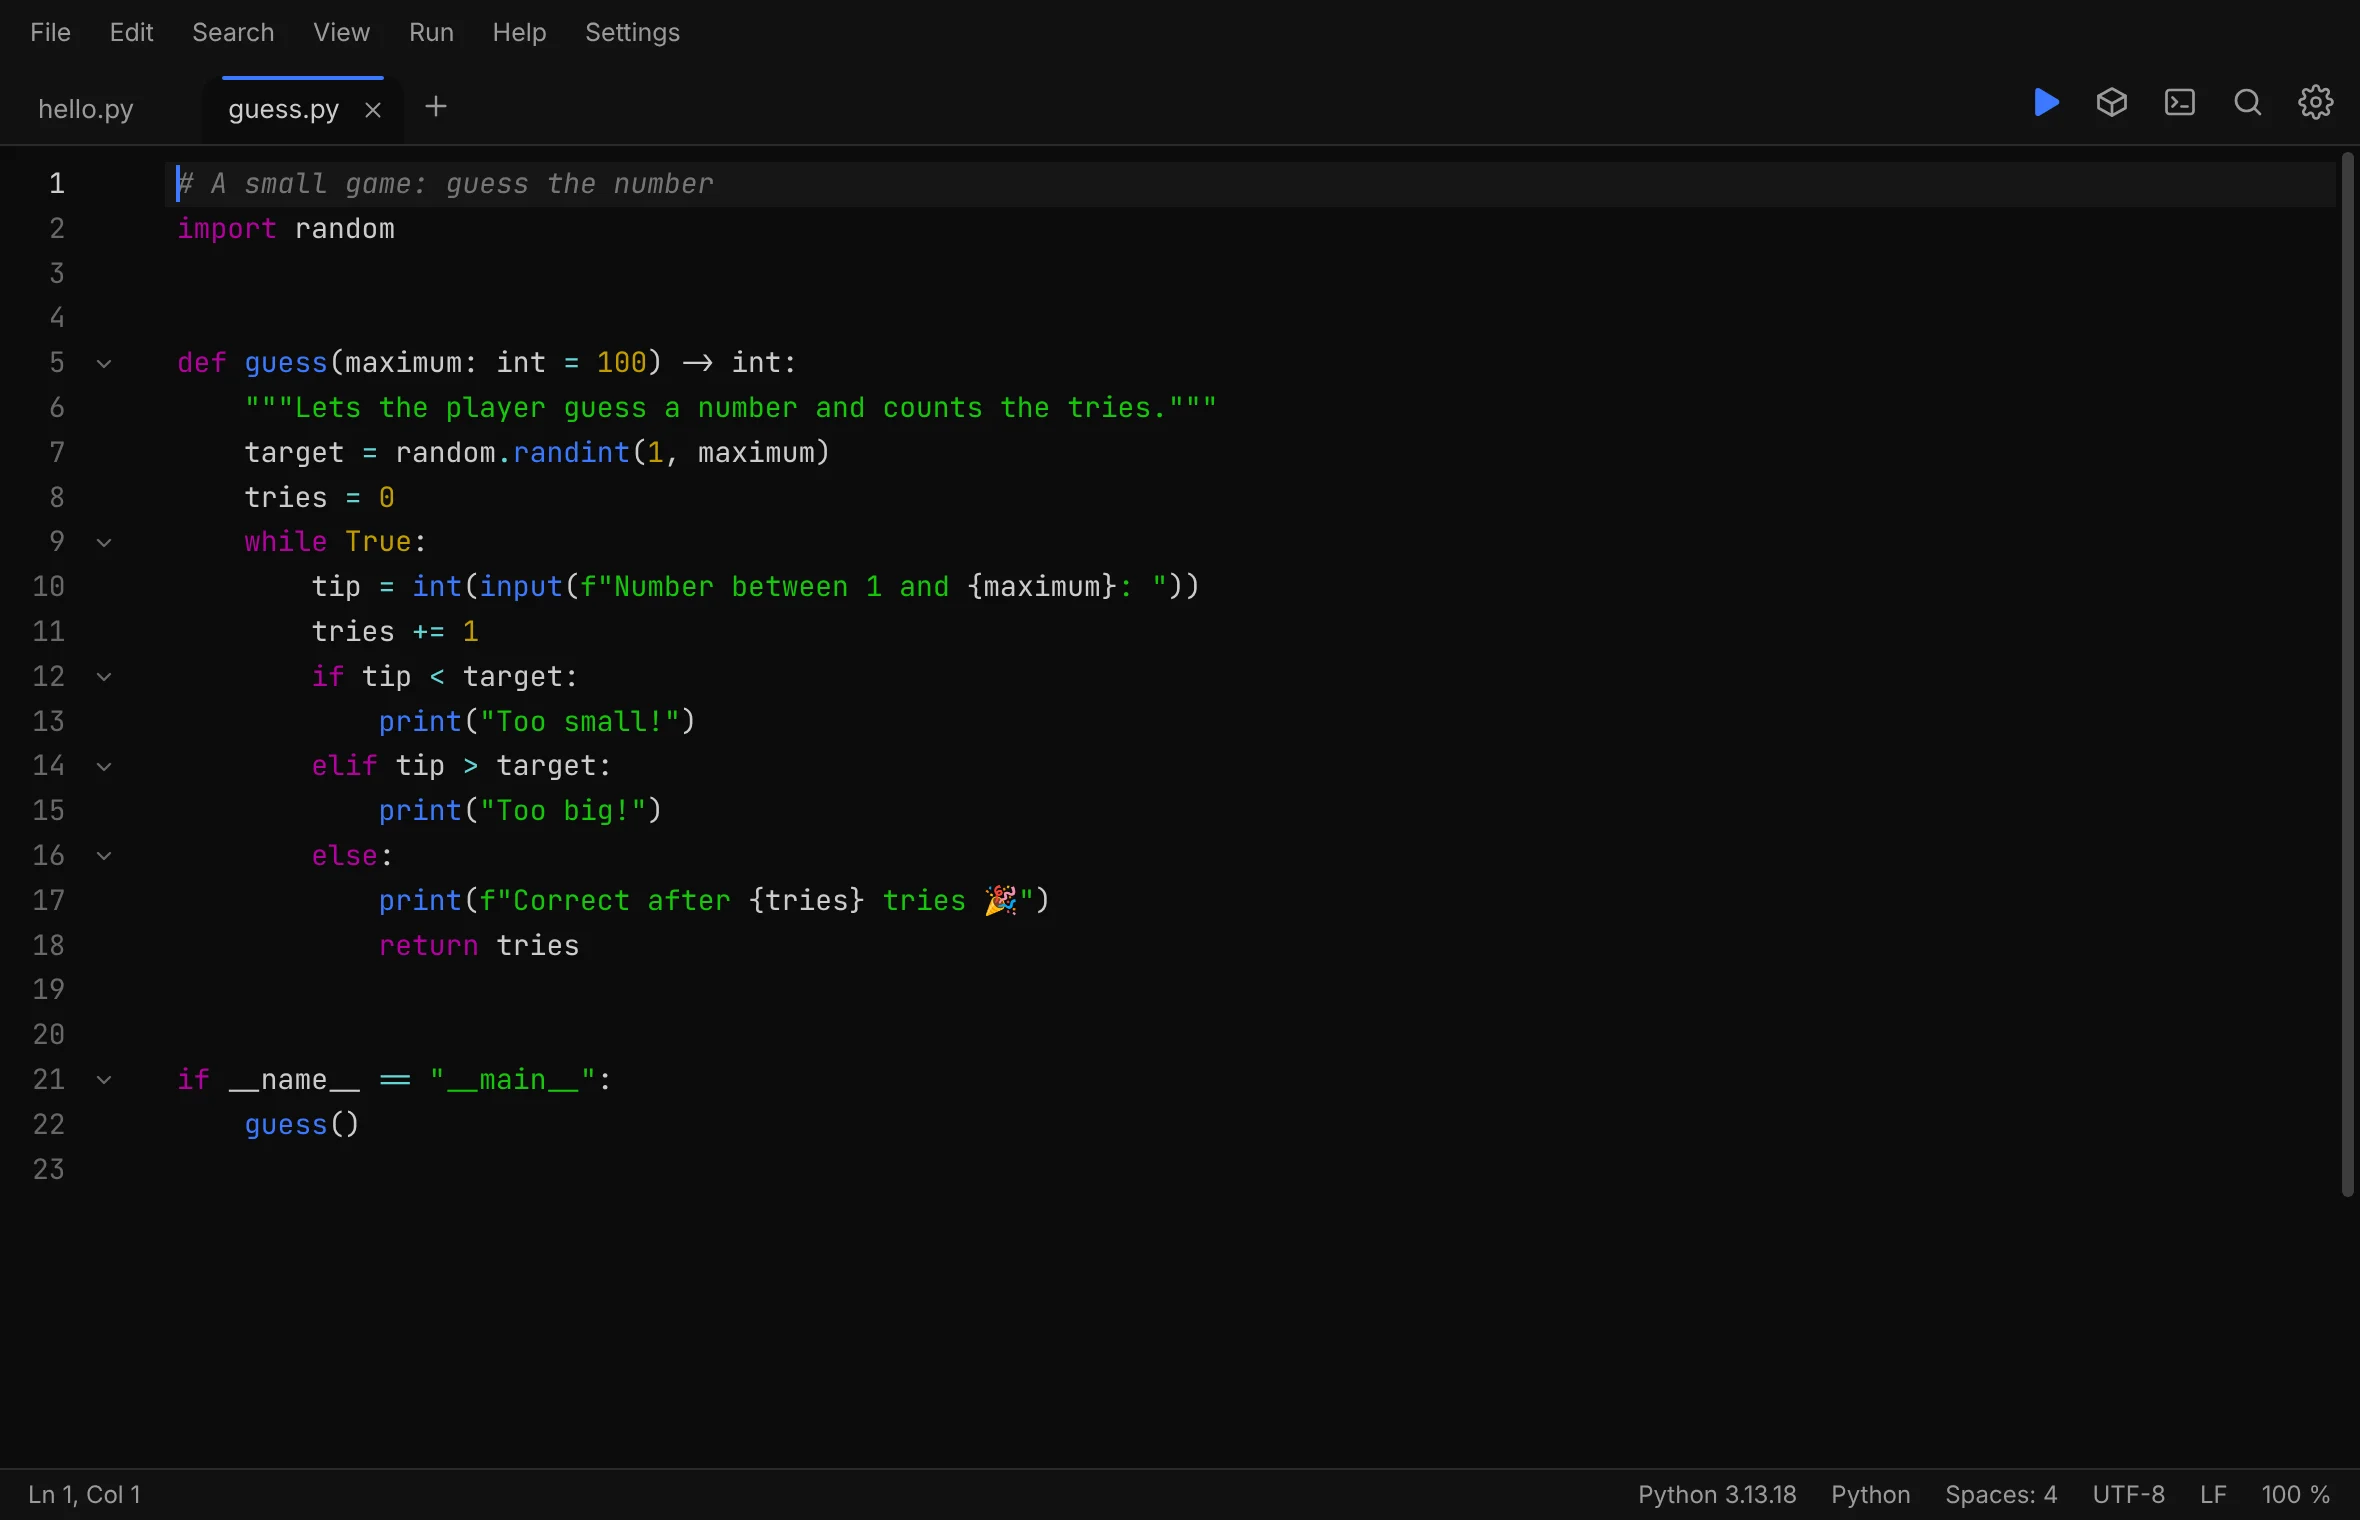 File Edit Search View Run Help Settings
hello.py guess.py
1 # A small game: guess the number
2 import random
3
4
5 def guess(maximum: int = 100) -> int:
6     """Lets the player guess a number and counts the tries."""
7     target = random.randint(1, maximum)
8     tries = 0
9     while True:
10         tip = int(input(f"Number between 1 and {maximum}: "))
11         tries += 1
12         if tip < target:
13             print("Too small!")
14         elif tip > target:
15             print("Too big!")
16         else:
17             print(f"Correct after {tries} tries 🎉")
18             return tries
19
20
21 if __name__ == "__main__":
22     guess()
23
Ln 1, Col 1 Python 3.13.18 Python Spaces: 4 UTF-8 LF 100 %